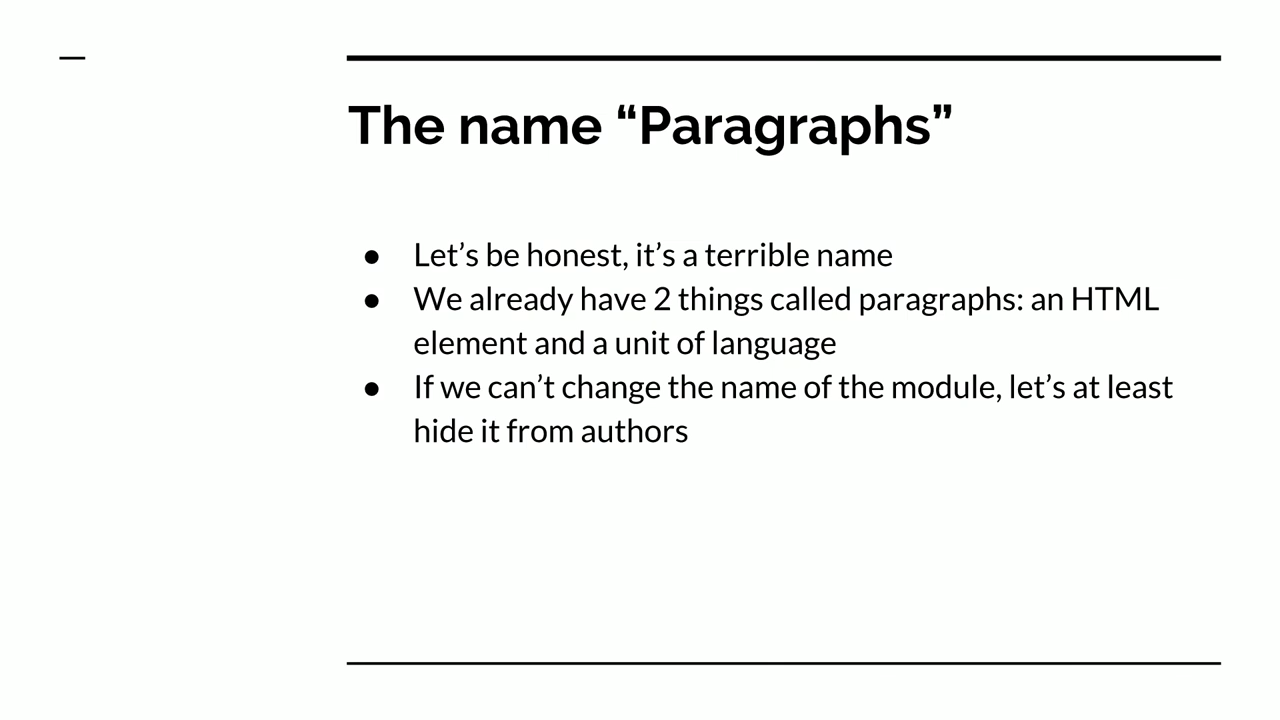 The name “Paragraphs”
● Let’s be honest, it’s a terrible name
● We already have 2 things called paragraphs: an HTML
element and a unit of language
● If we can’t change the name of the module, let’s at least
hide it from authors